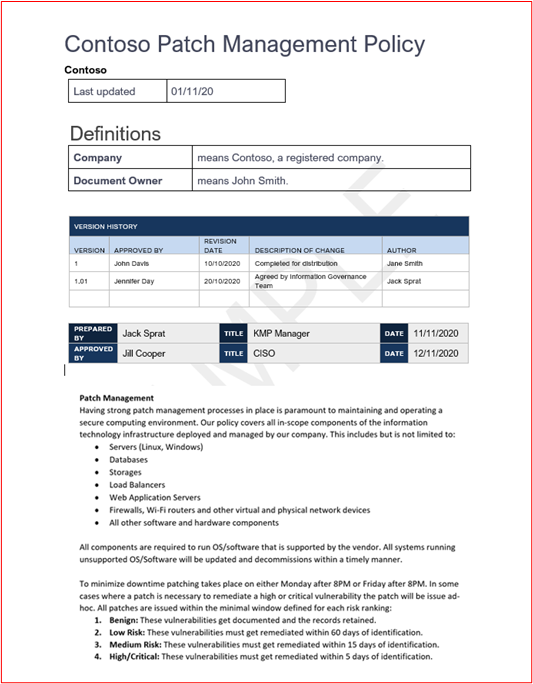 Contoso Patch Management Policy
Contoso
Last updated 01/11/20
Definitions
Company means Contoso, a registered company.
Document Owner means John Smith.
VERSION HISTORY
VERSION APPROVED BY REVISION DATE DESCRIPTION OF CHANGE AUTHOR
1 John Davis 10/10/2020 Completed for distribution Jane Smith
1.01 Jennifer Day 20/10/2020 Agreed by Information Governance Team Jack Sprat
PREPARED BY Jack Sprat TITLE KMP Manager DATE 11/11/2020
APPROVED BY Jill Cooper TITLE CISO DATE 12/11/2020
Patch Management
Having strong patch management processes in place is paramount to maintaining and operating a
secure computing environment. Our policy covers all in-scope components of the information
technology infrastructure deployed and managed by our company. This includes but is not limited to:
• Servers (Linux, Windows)
• Databases
• Storages
• Load Balancers
• Web Application Servers
• Firewalls, Wi-Fi routers and other virtual and physical network devices
• All other software and hardware components
All components are required to run OS/software that is supported by the vendor. All systems running
unsupported OS/Software will be updated and decommissions within a timely manner.
To minimize downtime patching takes place on either Monday after 8PM or Friday after 8PM. In some
cases where a patch is necessary to remediate a high or critical vulnerability the patch will be issue ad-
hoc. All patches are issued within the minimal window defined for each risk ranking:
1. Benign: These vulnerabilities get documented and the records retained.
2. Low Risk: These vulnerabilities must get remediated within 60 days of identification.
3. Medium Risk: These vulnerabilities must get remediated within 15 days of identification.
4. High/Critical: These vulnerabilities must get remediated within 5 days of identification.